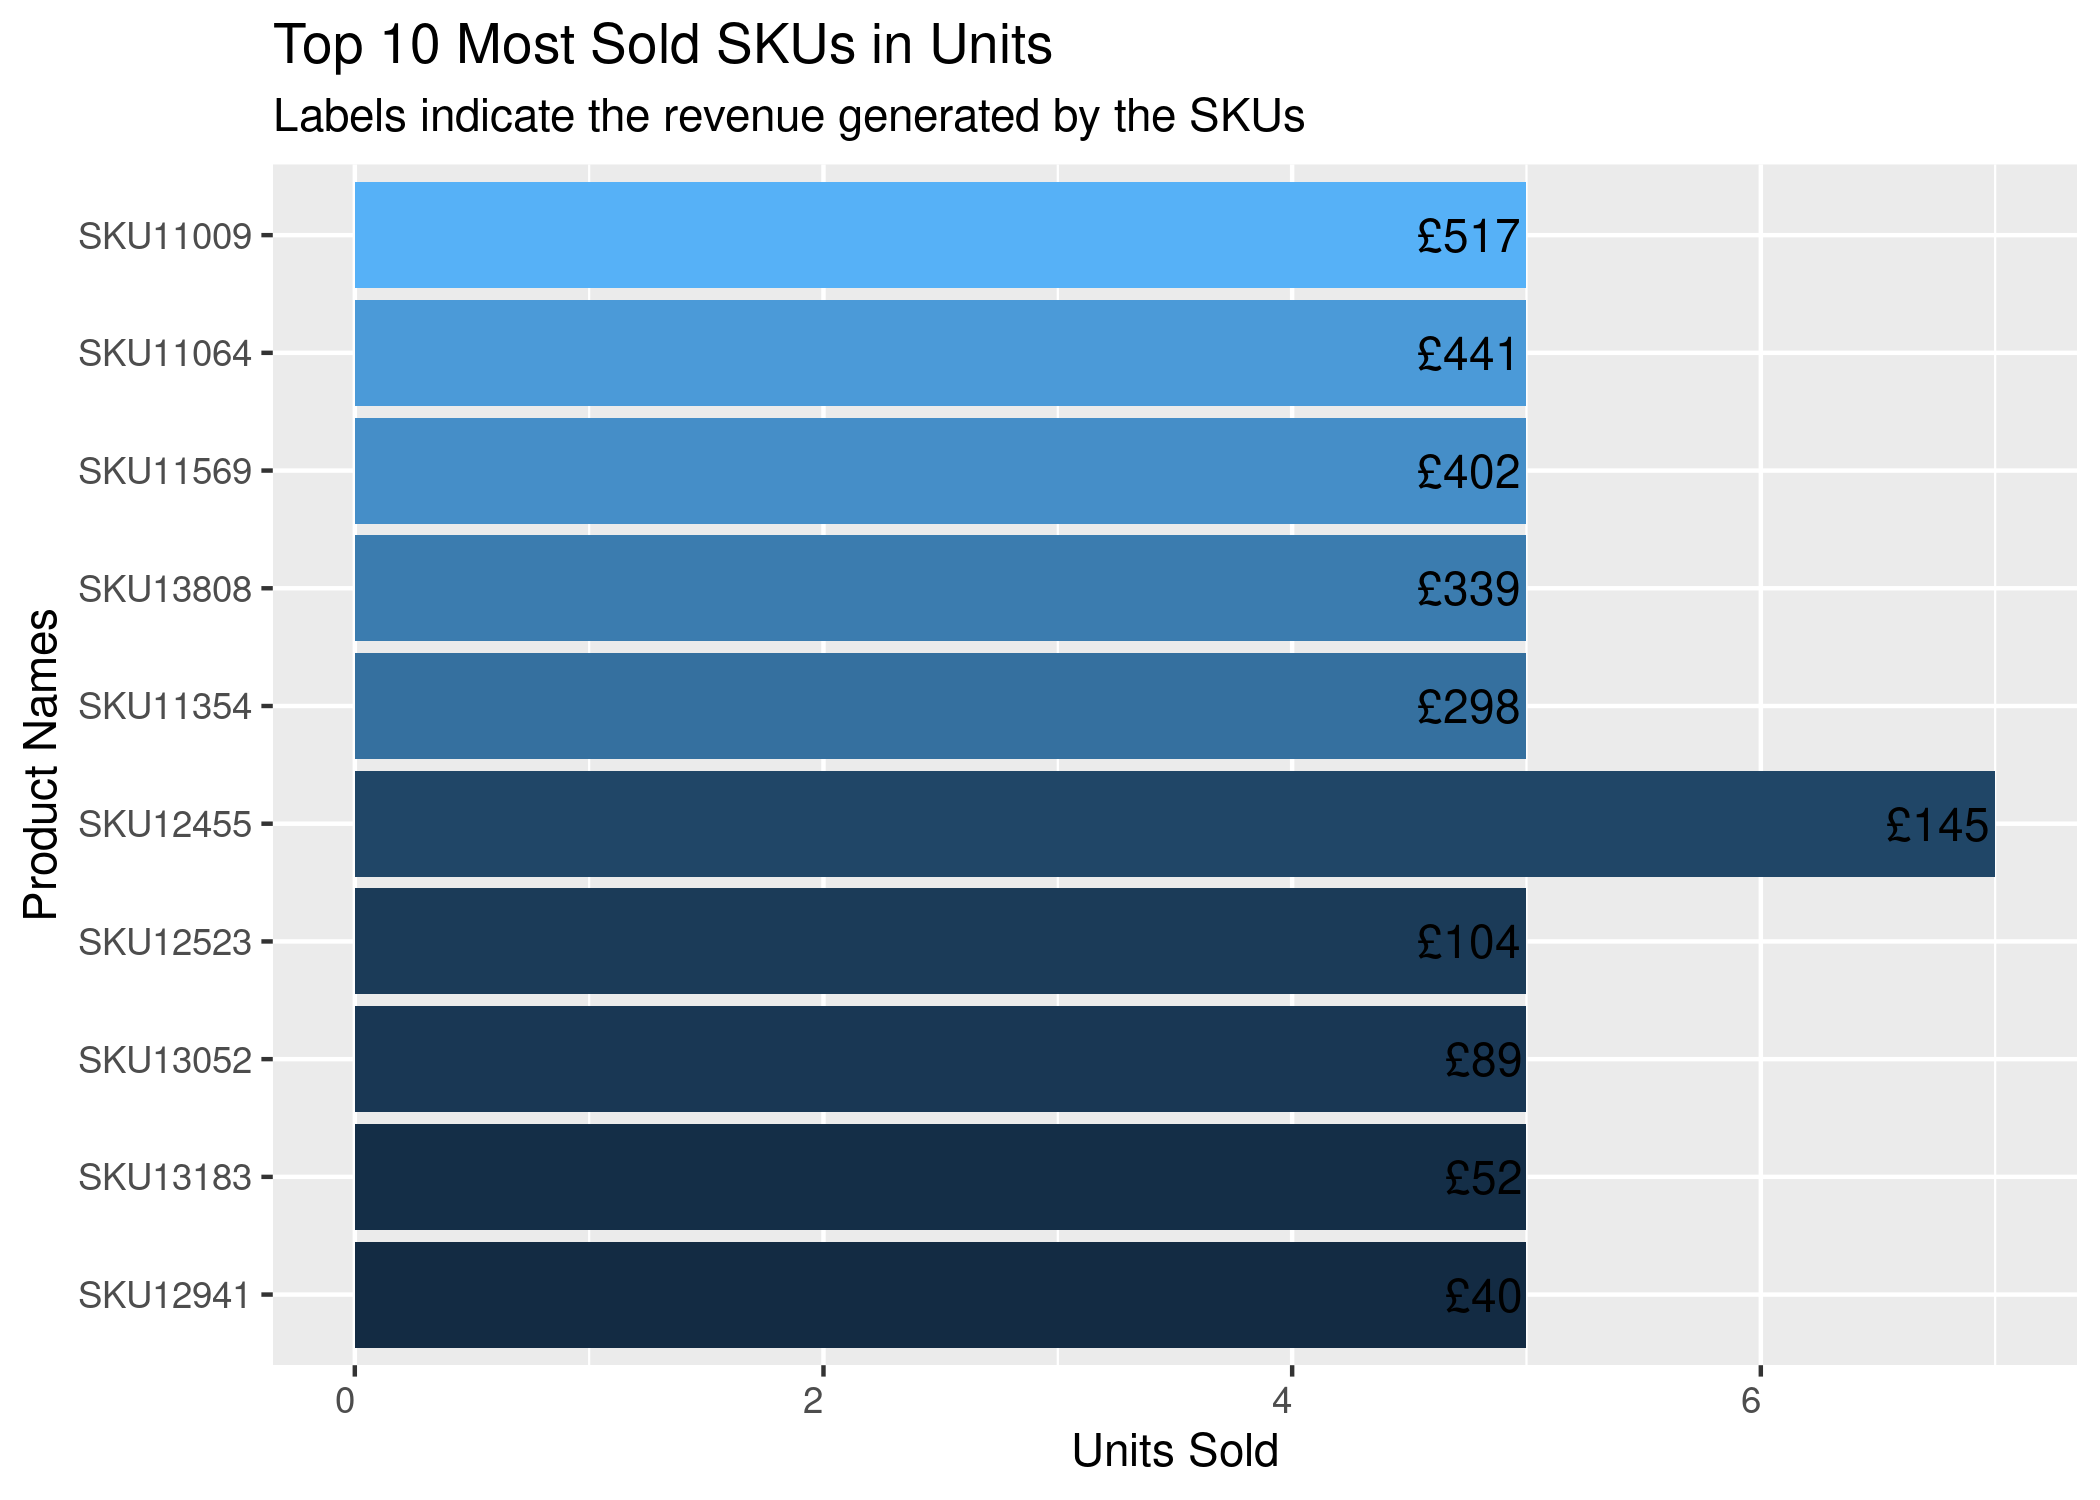 Top 10 Most Sold SKUs in Units
Labels indicate the revenue generated by the SKUs
Product Names
SKU11009 £517
SKU11064 £441
SKU11569 £402
SKU13808 £339
SKU11354 £298
SKU12455 £145
SKU12523 £104
SKU13052 £89
SKU13183 £52
SKU12941 £40
0 2 4 6
Units Sold